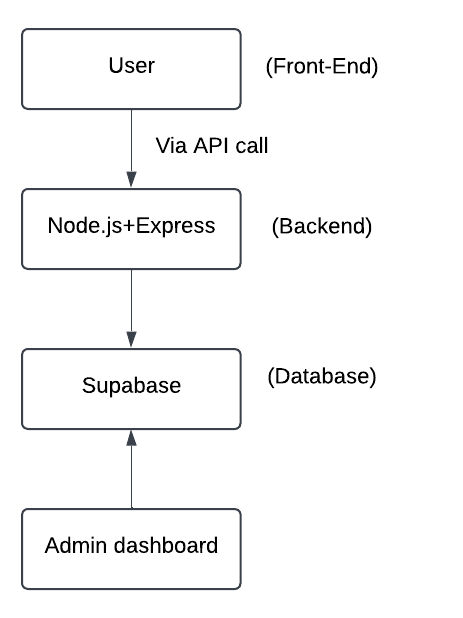 User
(Front-End)
Via API call
Node.js+Express
(Backend)
Supabase
(Database)
Admin dashboard